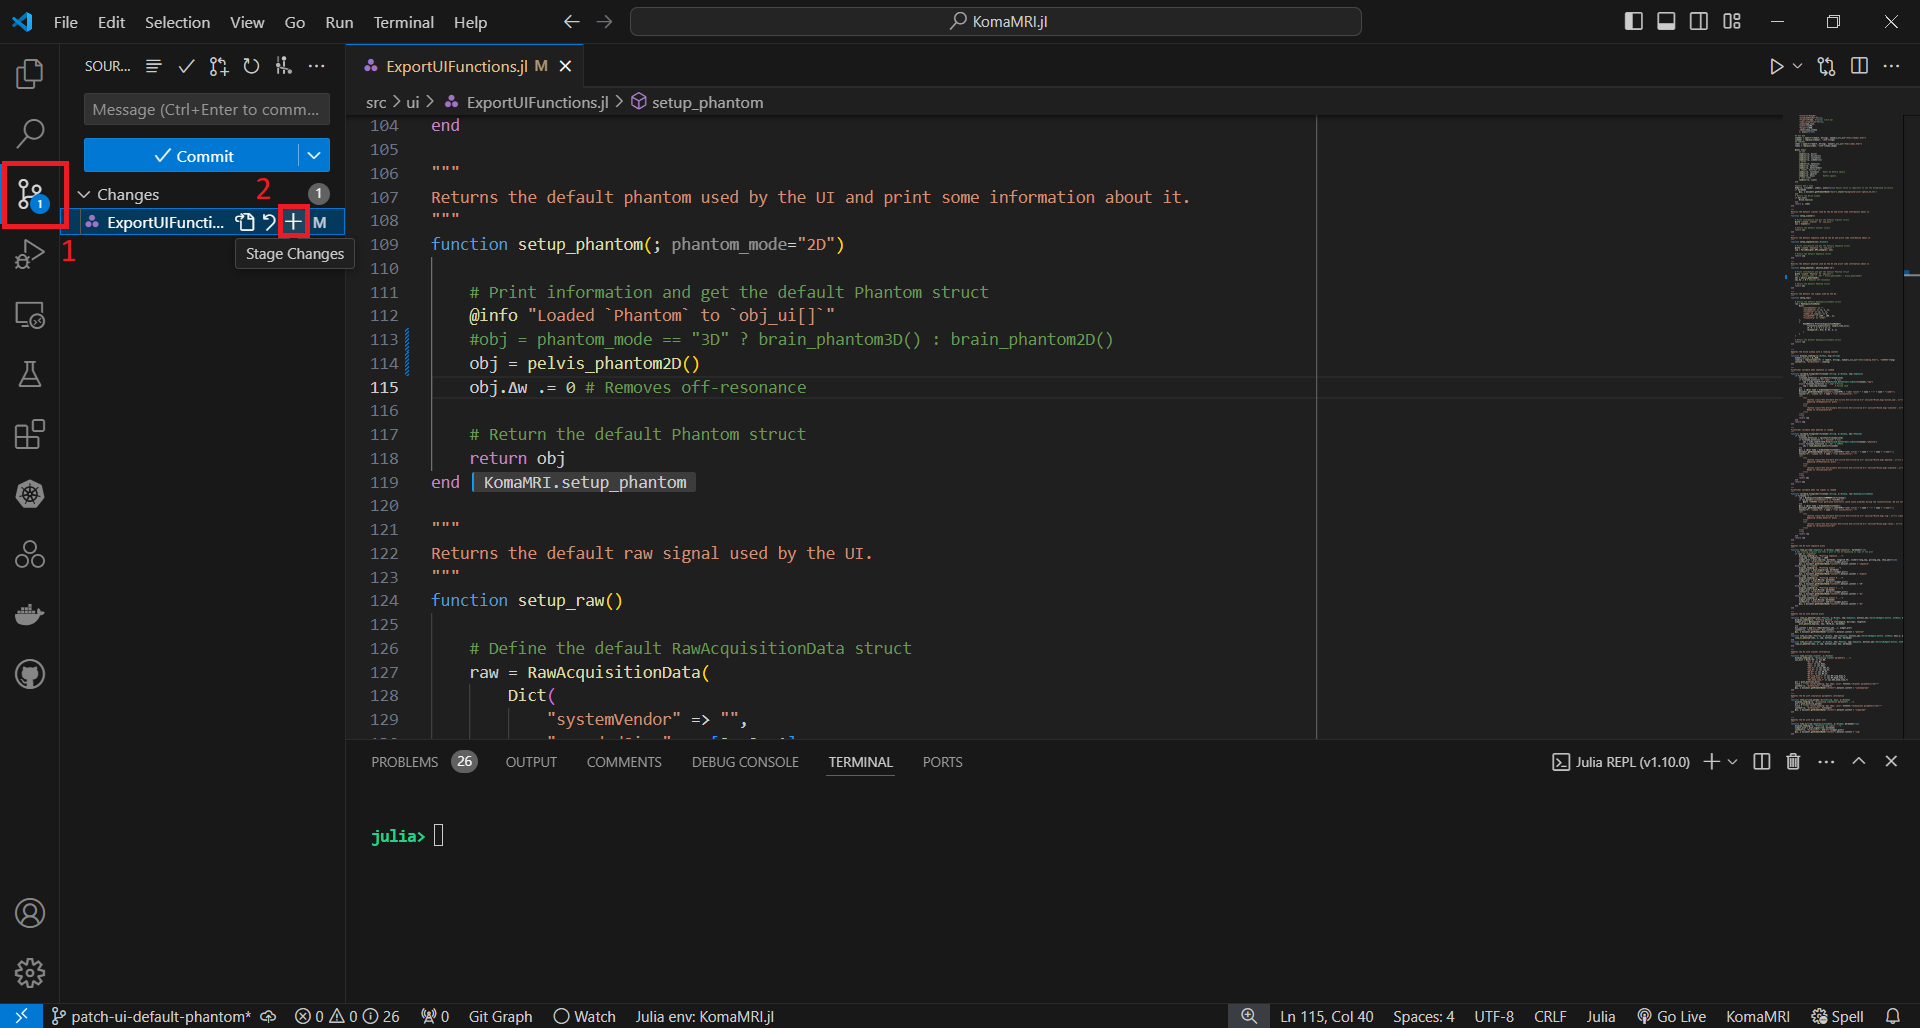 File Edit Selection View Go Run Terminal Help
KomaMRI.jl
SOUR...
ExportUIFunctions.jl M
src > ui > ExportUIFunctions.jl > setup_phantom
Message (Ctrl+Enter to comm...
Commit
Changes 2 1
ExportUIFuncti... M
1
1
Stage Changes
104 end
105
106 """
107 Returns the default phantom used by the UI and print some information about it.
108 """
109 function setup_phantom(; phantom_mode="2D")
110
111 # Print information and get the default Phantom struct
112 @info "Loaded `Phantom` to `obj_ui[]`"
113 #obj = phantom_mode == "3D" ? brain_phantom3D() : brain_phantom2D()
114 obj = pelvis_phantom2D()
115 obj.Δw .= 0 # Removes off-resonance
116
117 # Return the default Phantom struct
118 return obj
119 end KomaMRI.setup_phantom
120
121 """
122 Returns the default raw signal used by the UI.
123 """
124 function setup_raw()
125
126 # Define the default RawAcquisitionData struct
127 raw = RawAcquisitionData(
128 Dict(
129 "systemVendor" => "",
PROBLEMS 26 OUTPUT COMMENTS DEBUG CONSOLE TERMINAL PORTS
Julia REPL (v1.10.0)
julia>
patch-ui-default-phantom* 0 0 26 0 Git Graph Watch Julia env: KomaMRI.jl
Ln 115, Col 40 Spaces: 4 UTF-8 CRLF Julia Go Live KomaMRI Spell